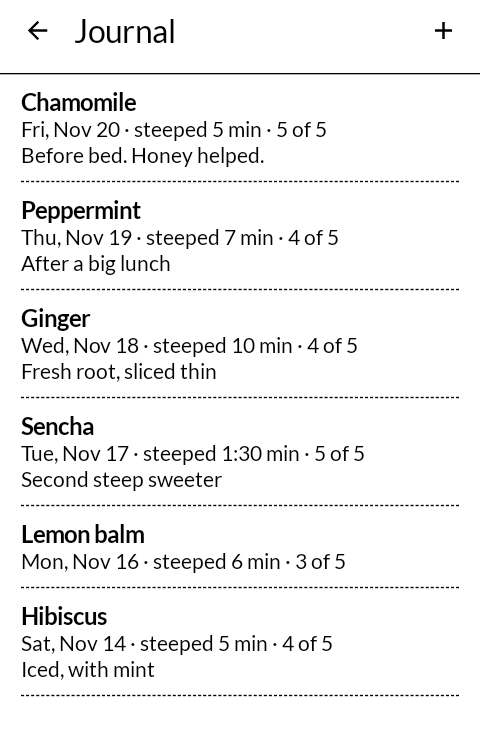 Journal
Chamomile
Fri, Nov 20 · steeped 5 min · 5 of 5
Before bed. Honey helped.
Peppermint
Thu, Nov 19 · steeped 7 min · 4 of 5
After a big lunch
Ginger
Wed, Nov 18 · steeped 10 min · 4 of 5
Fresh root, sliced thin
Sencha
Tue, Nov 17 · steeped 1:30 min · 5 of 5
Second steep sweeter
Lemon balm
Mon, Nov 16 · steeped 6 min · 3 of 5
Hibiscus
Sat, Nov 14 · steeped 5 min · 4 of 5
Iced, with mint